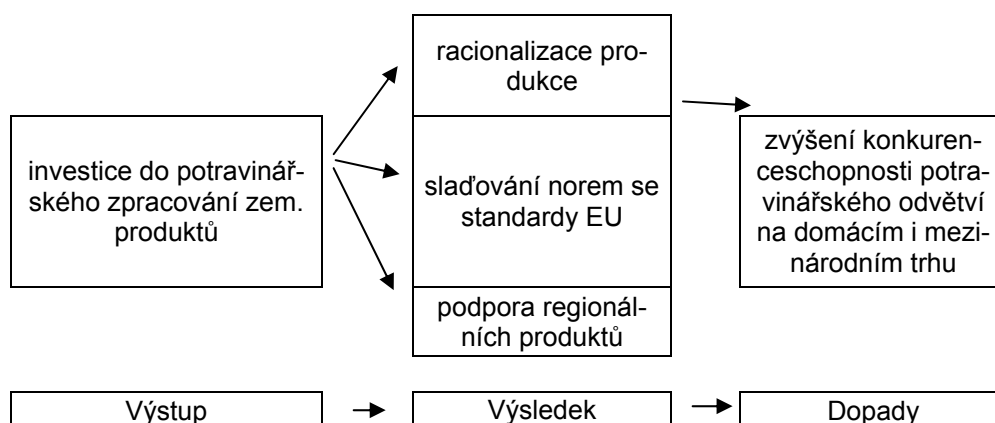 racionalizace pro-
dukce
investice do potravinář-
ského zpracování zem.
produktů
slaďování norem se
standardy EU
zvýšení konkuren-
ceschopnosti potra-
vinářského odvětví
na domácím i mezi-
národním trhu
podpora regionál-
ních produktů
Výstup
Výsledek
Dopady